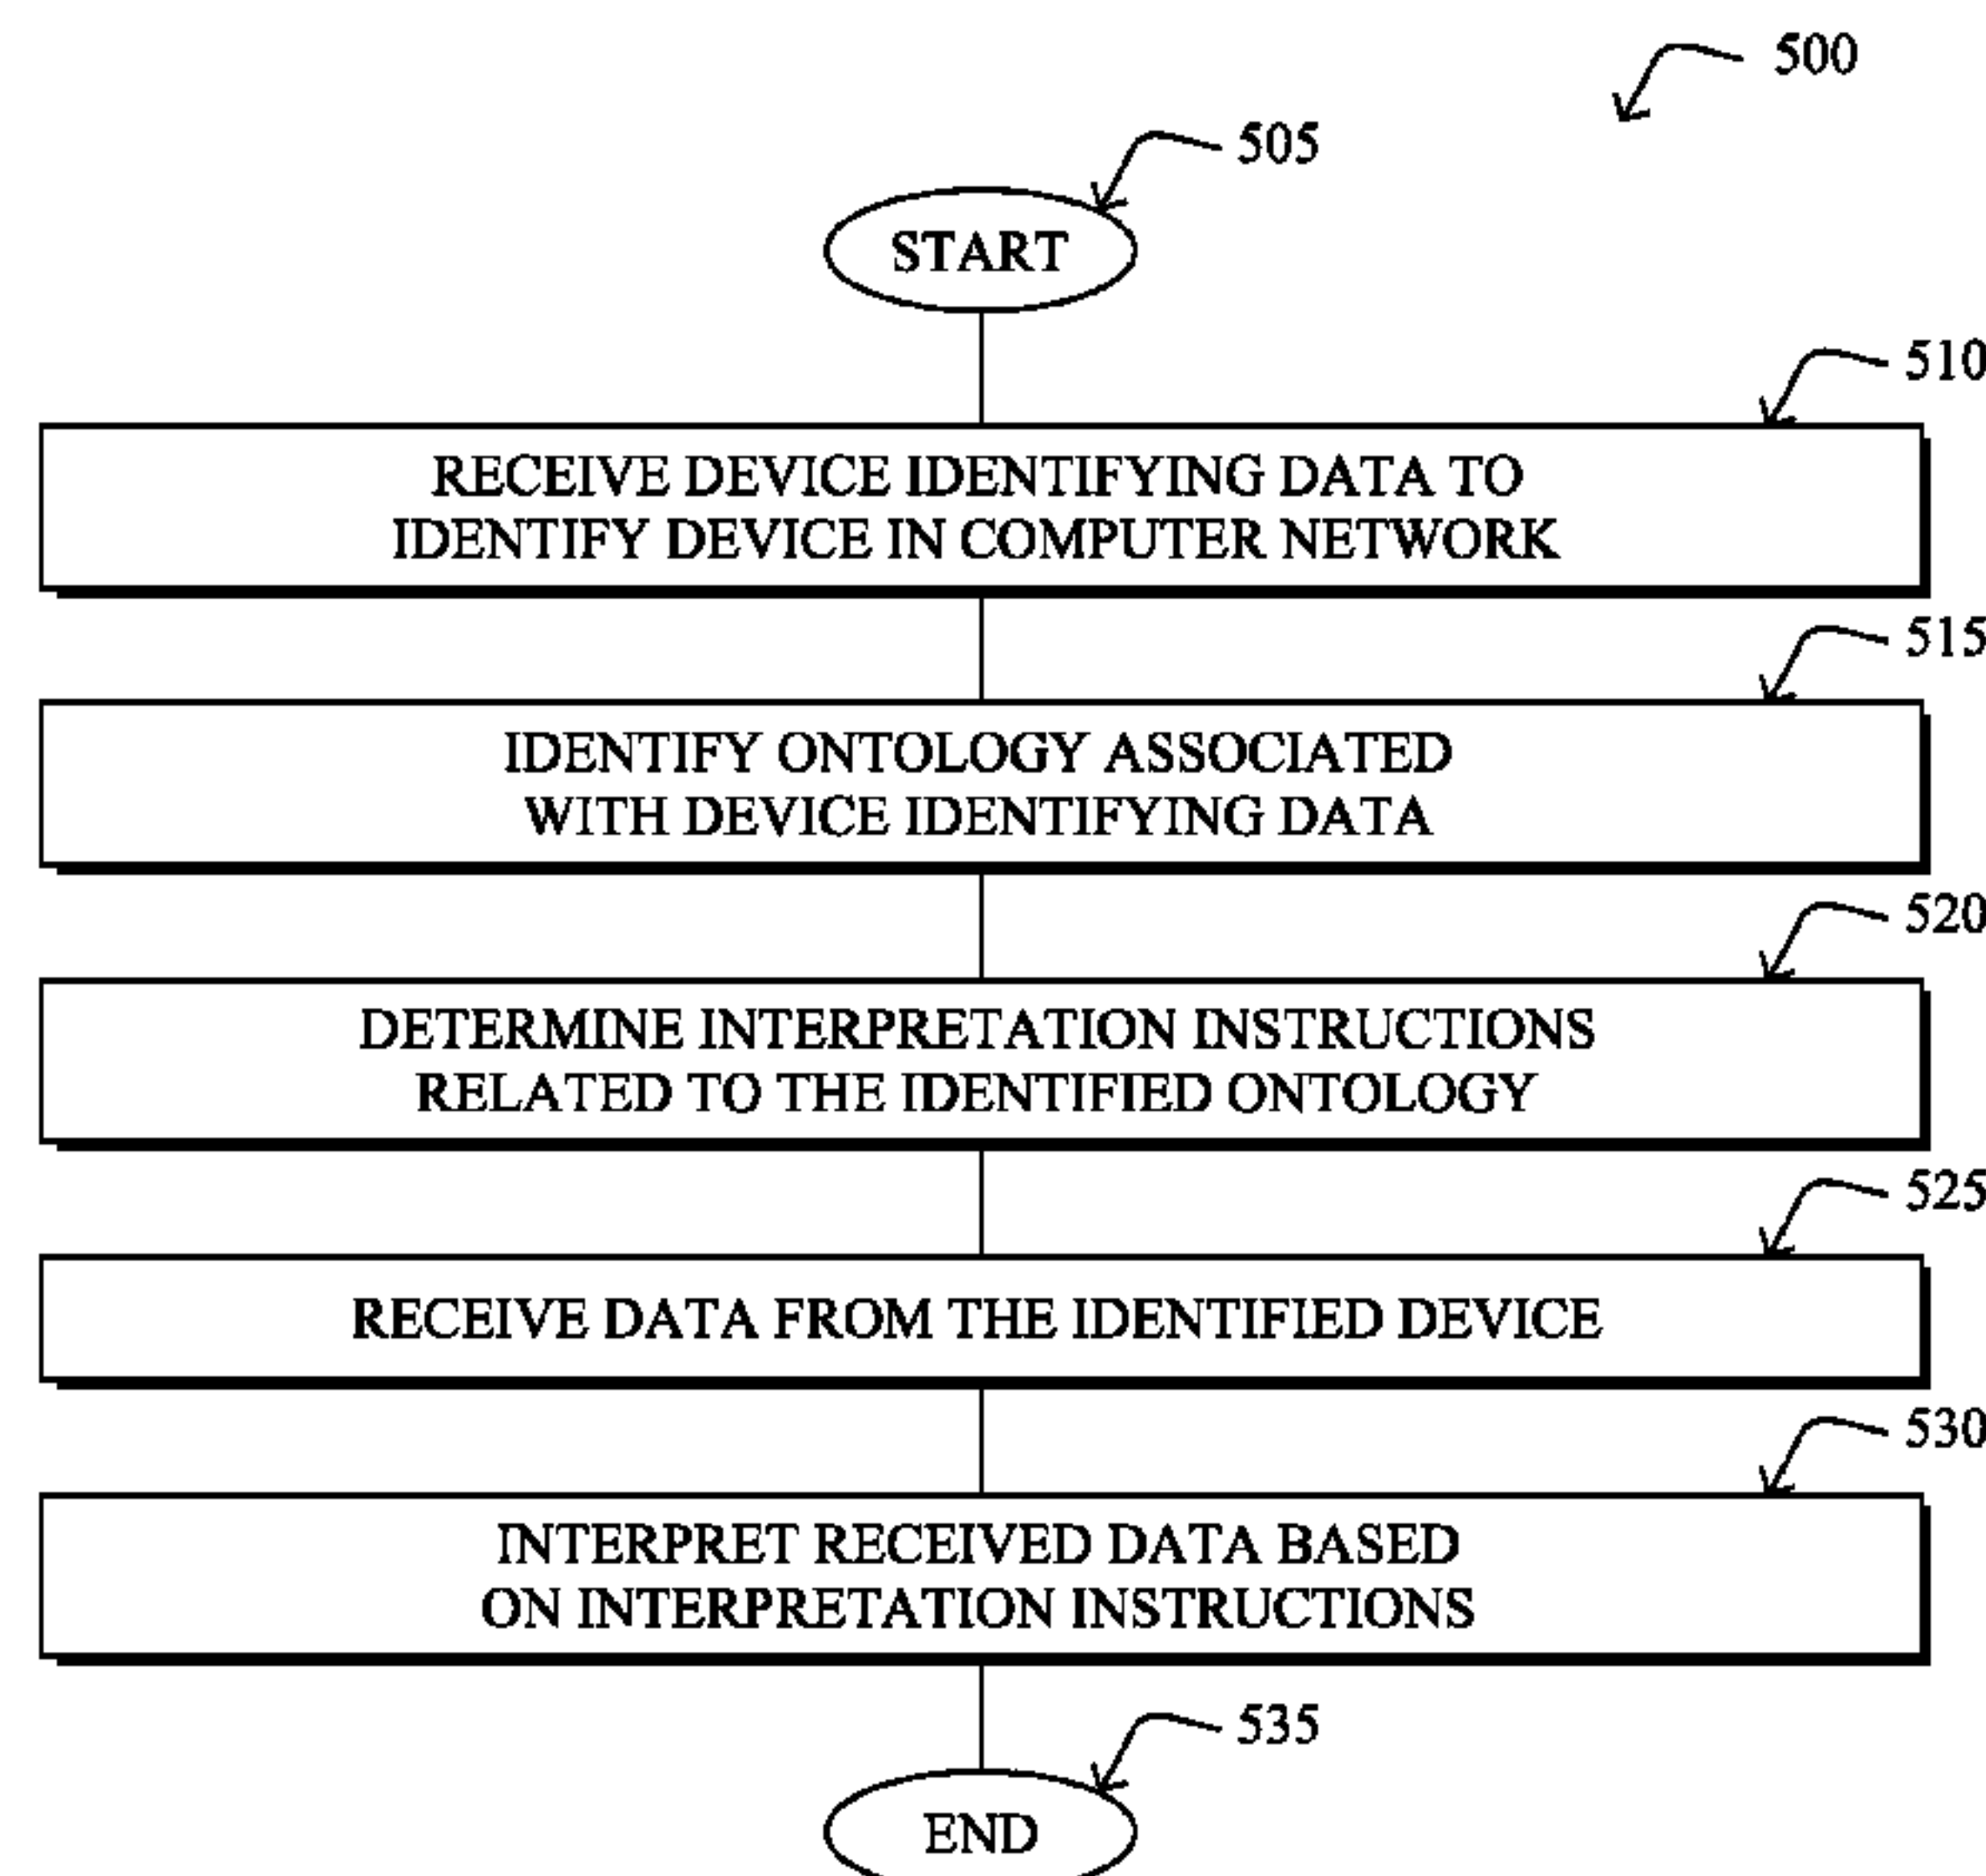 500
505
START
510
RECEIVE DEVICE IDENTIFYING DATA TO
IDENTIFY DEVICE IN COMPUTER NETWORK
515
IDENTIFY ONTOLOGY ASSOCIATED
WITH DEVICE IDENTIFYING DATA
520
DETERMINE INTERPRETATION INSTRUCTIONS
RELATED TO THE IDENTIFIED ONTOLOGY
525
RECEIVE DATA FROM THE IDENTIFIED DEVICE
530
INTERPRET RECEIVED DATA BASED
ON INTERPRETATION INSTRUCTIONS
535
END